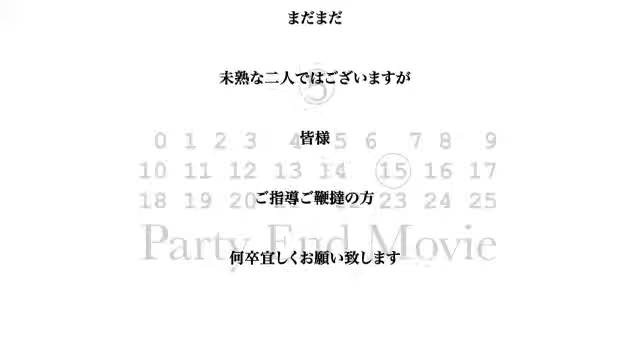 まだまだ
未熟な二人ではございますが
5
皆様
0 1 2 3 4 5 6 7 8 9
10 11 12 13 14 15 16 17
ご指導ご鞭撻の方
18 19 20 23 24 25
Party End Movie
何卒宜しくお願い致します